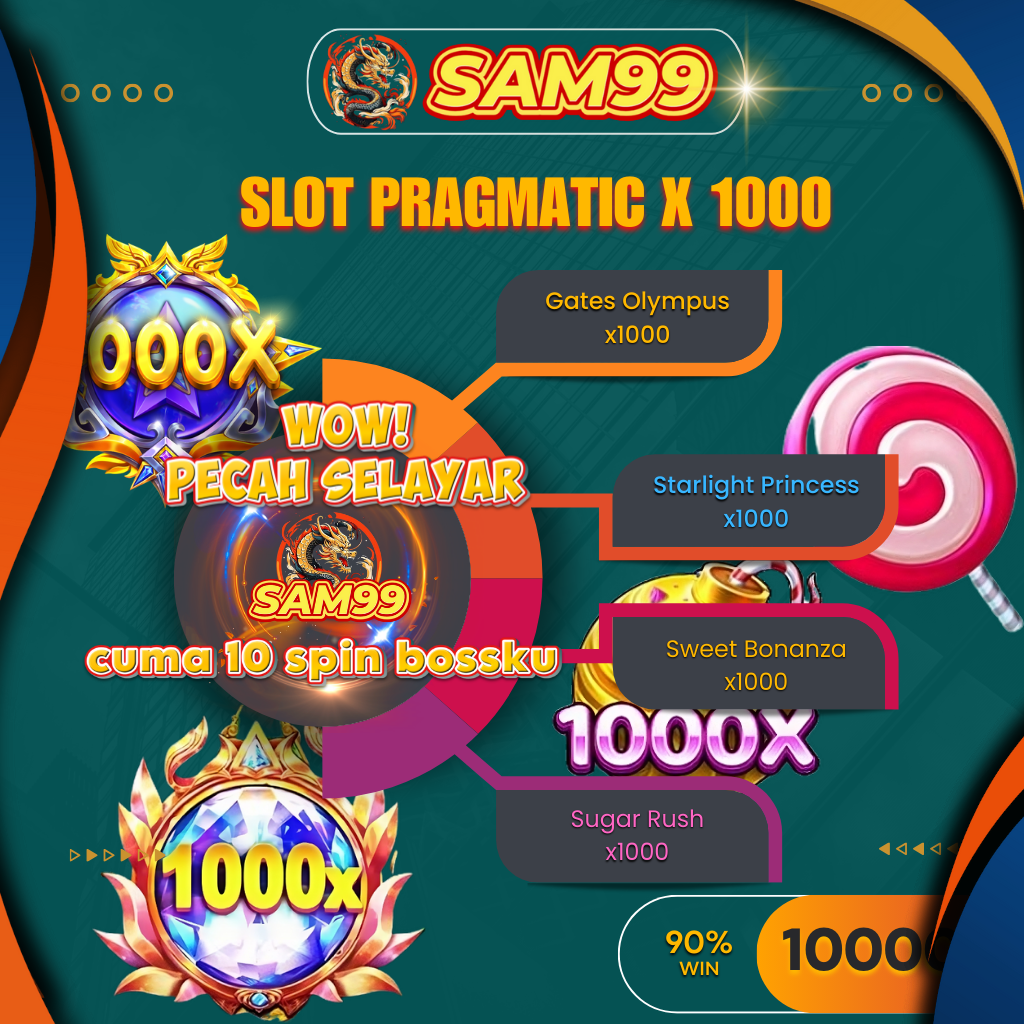 SAM99
SLOT PRAGMATIC X 1000
Gates Olympus
x1000
000X
WOW!
PECAH SELAYAR
Starlight Princess
x1000
SAM99
Sweet Bonanza
x1000
cuma 10 spin bossku
1000X
Sugar Rush
x1000
1000x
90%
WIN
10000